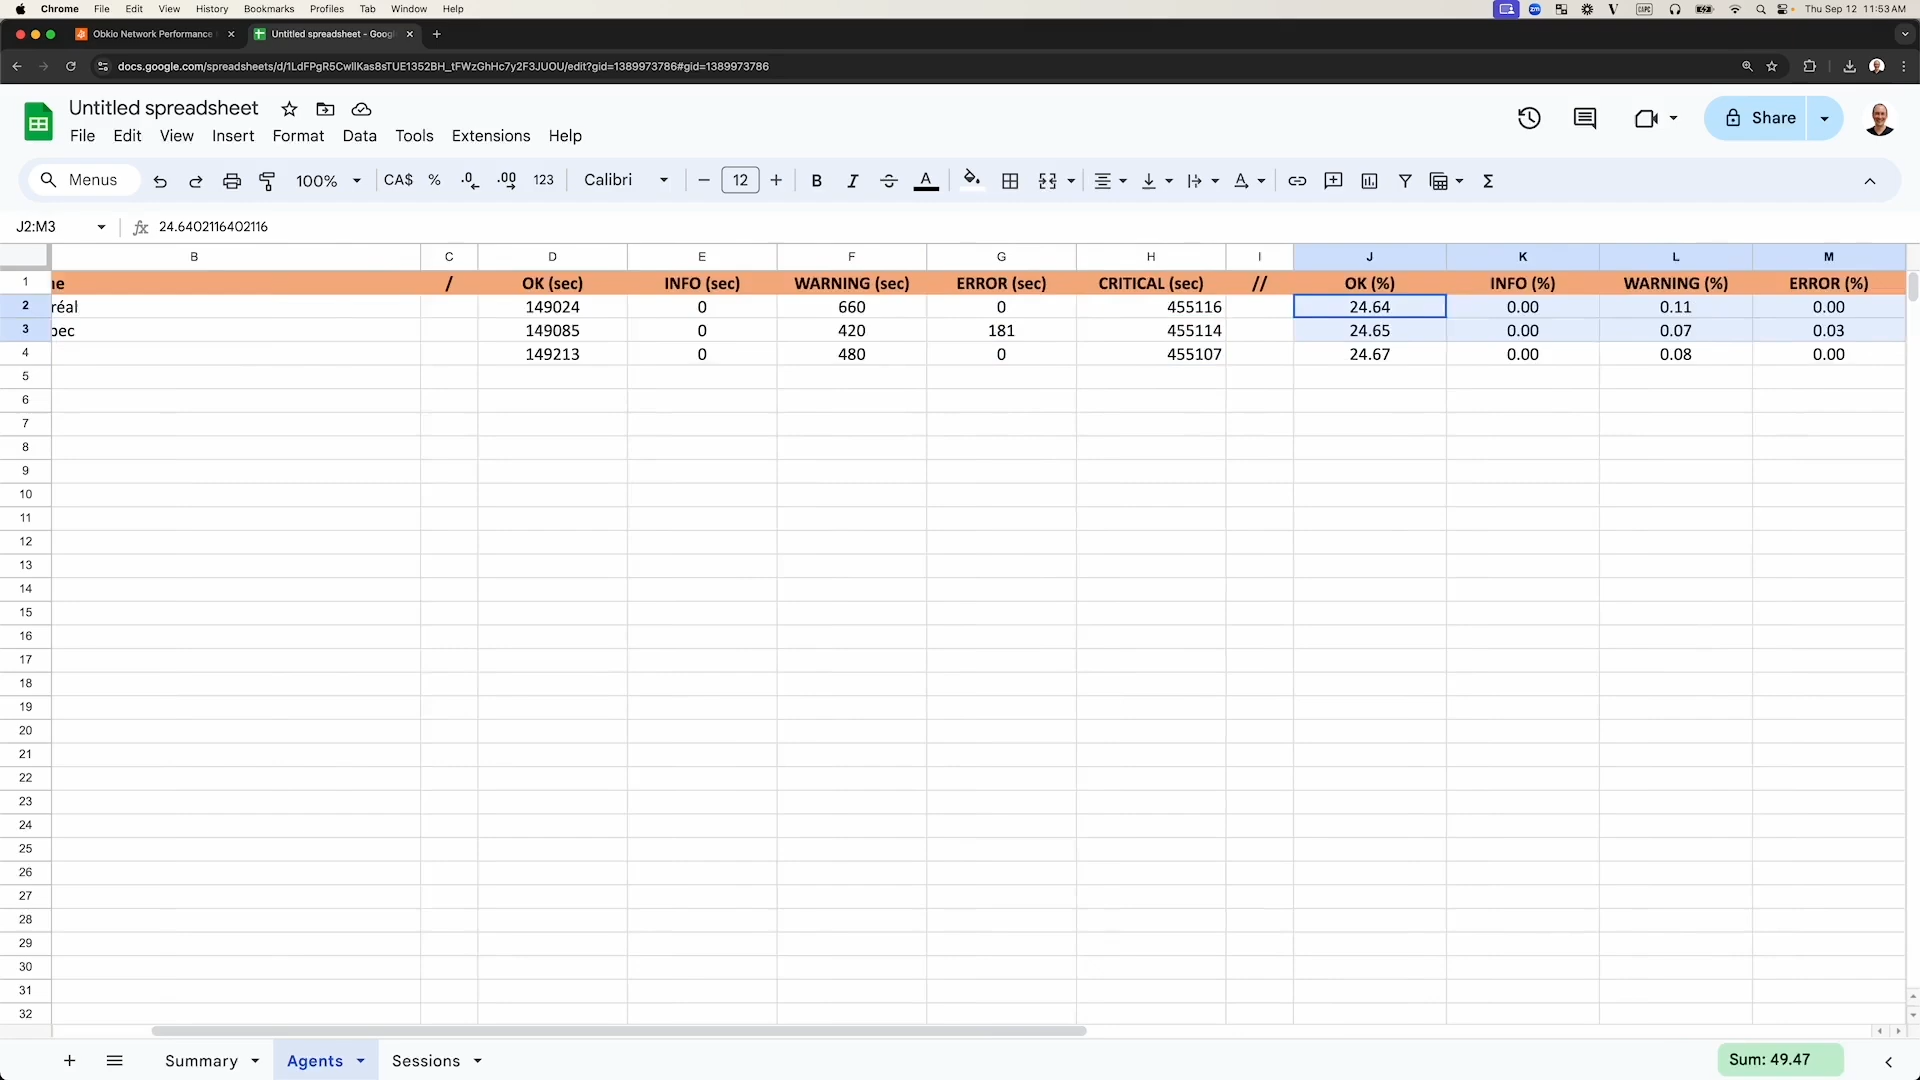 Chrome File Edit View History Bookmarks Profiles Tab Window Help
zm V CAPC Thu Sep 12 11:53 AM
Obkio Network Performance
Untitled spreadsheet - Googl
docs.google.com/spreadsheets/d/1LdFPgR5CwIlKas8sTUE1352BH_tFWzGhHc7y2F3JUOU/edit?gid=1389973786#gid=1389973786
Untitled spreadsheet
File Edit View Insert Format Data Tools Extensions Help
Share
Menus 100% CA$ % .0 .00 123 Calibri 12 B I A Σ
J2:M3 fx 24.6402116402116
B C D E F G H I J K L M
1 ne / OK (sec) INFO (sec) WARNING (sec) ERROR (sec) CRITICAL (sec) // OK (%) INFO (%) WARNING (%) ERROR (%)
2 réal 149024 0 660 0 455116 24.64 0.00 0.11 0.00
3 bec 149085 0 420 181 455114 24.65 0.00 0.07 0.03
4 149213 0 480 0 455107 24.67 0.00 0.08 0.00
5
6
7
8
9
10
11
12
13
14
15
16
17
18
19
20
21
22
23
24
25
26
27
28
29
30
31
32
Summary Agents Sessions
Sum: 49.47